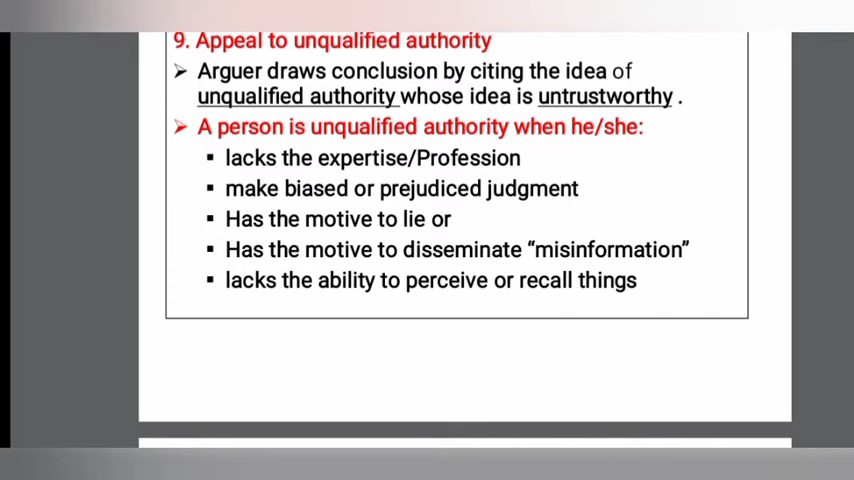 9. Appeal to unqualified authority
➢ Arguer draws conclusion by citing the idea of
unqualified authority whose idea is untrustworthy .
➢ A person is unqualified authority when he/she:
▪ lacks the expertise/Profession
▪ make biased or prejudiced judgment
▪ Has the motive to lie or
▪ Has the motive to disseminate “misinformation”
▪ lacks the ability to perceive or recall things